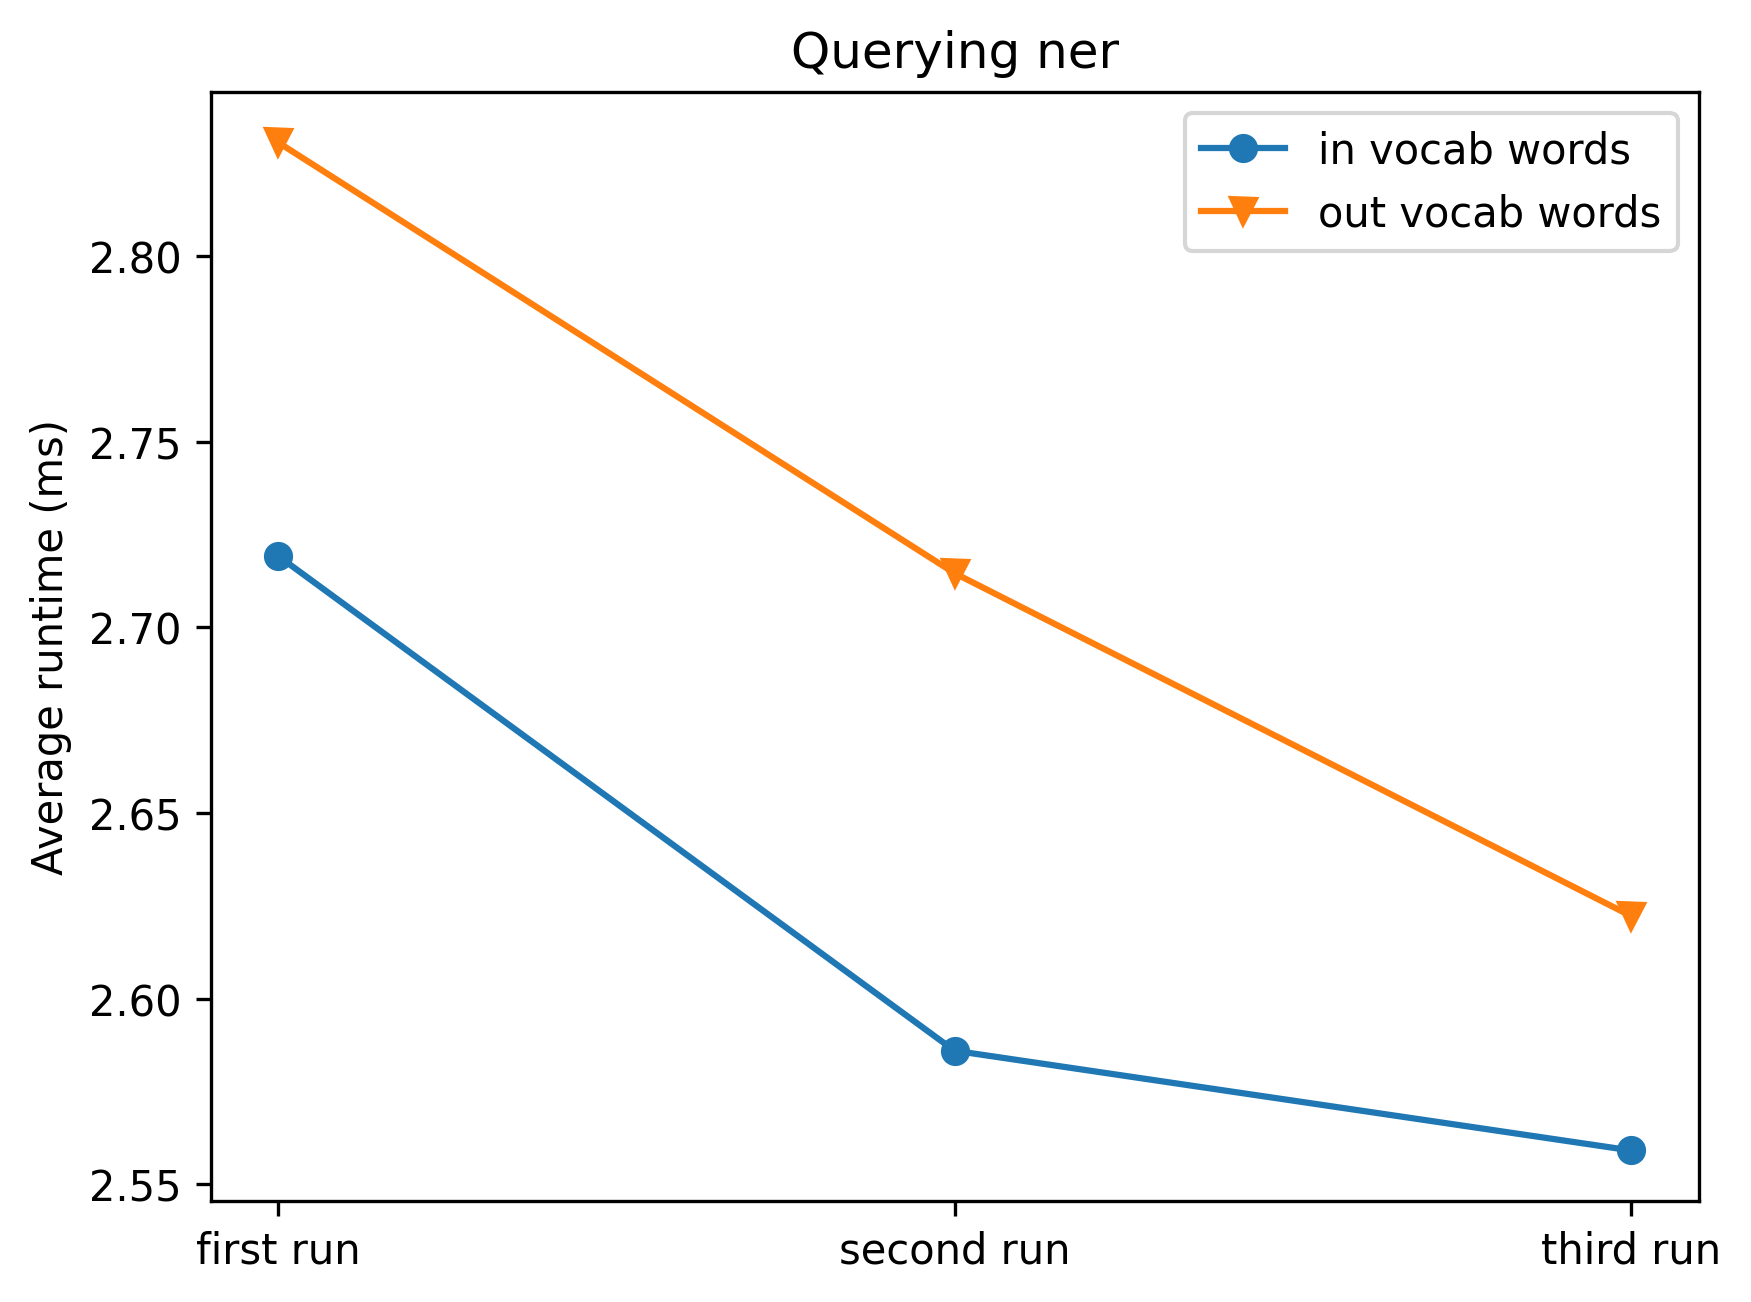 Querying ner
in vocab words
out vocab words
Average runtime (ms)
2.80
2.75
2.70
2.65
2.60
2.55
first run
second run
third run